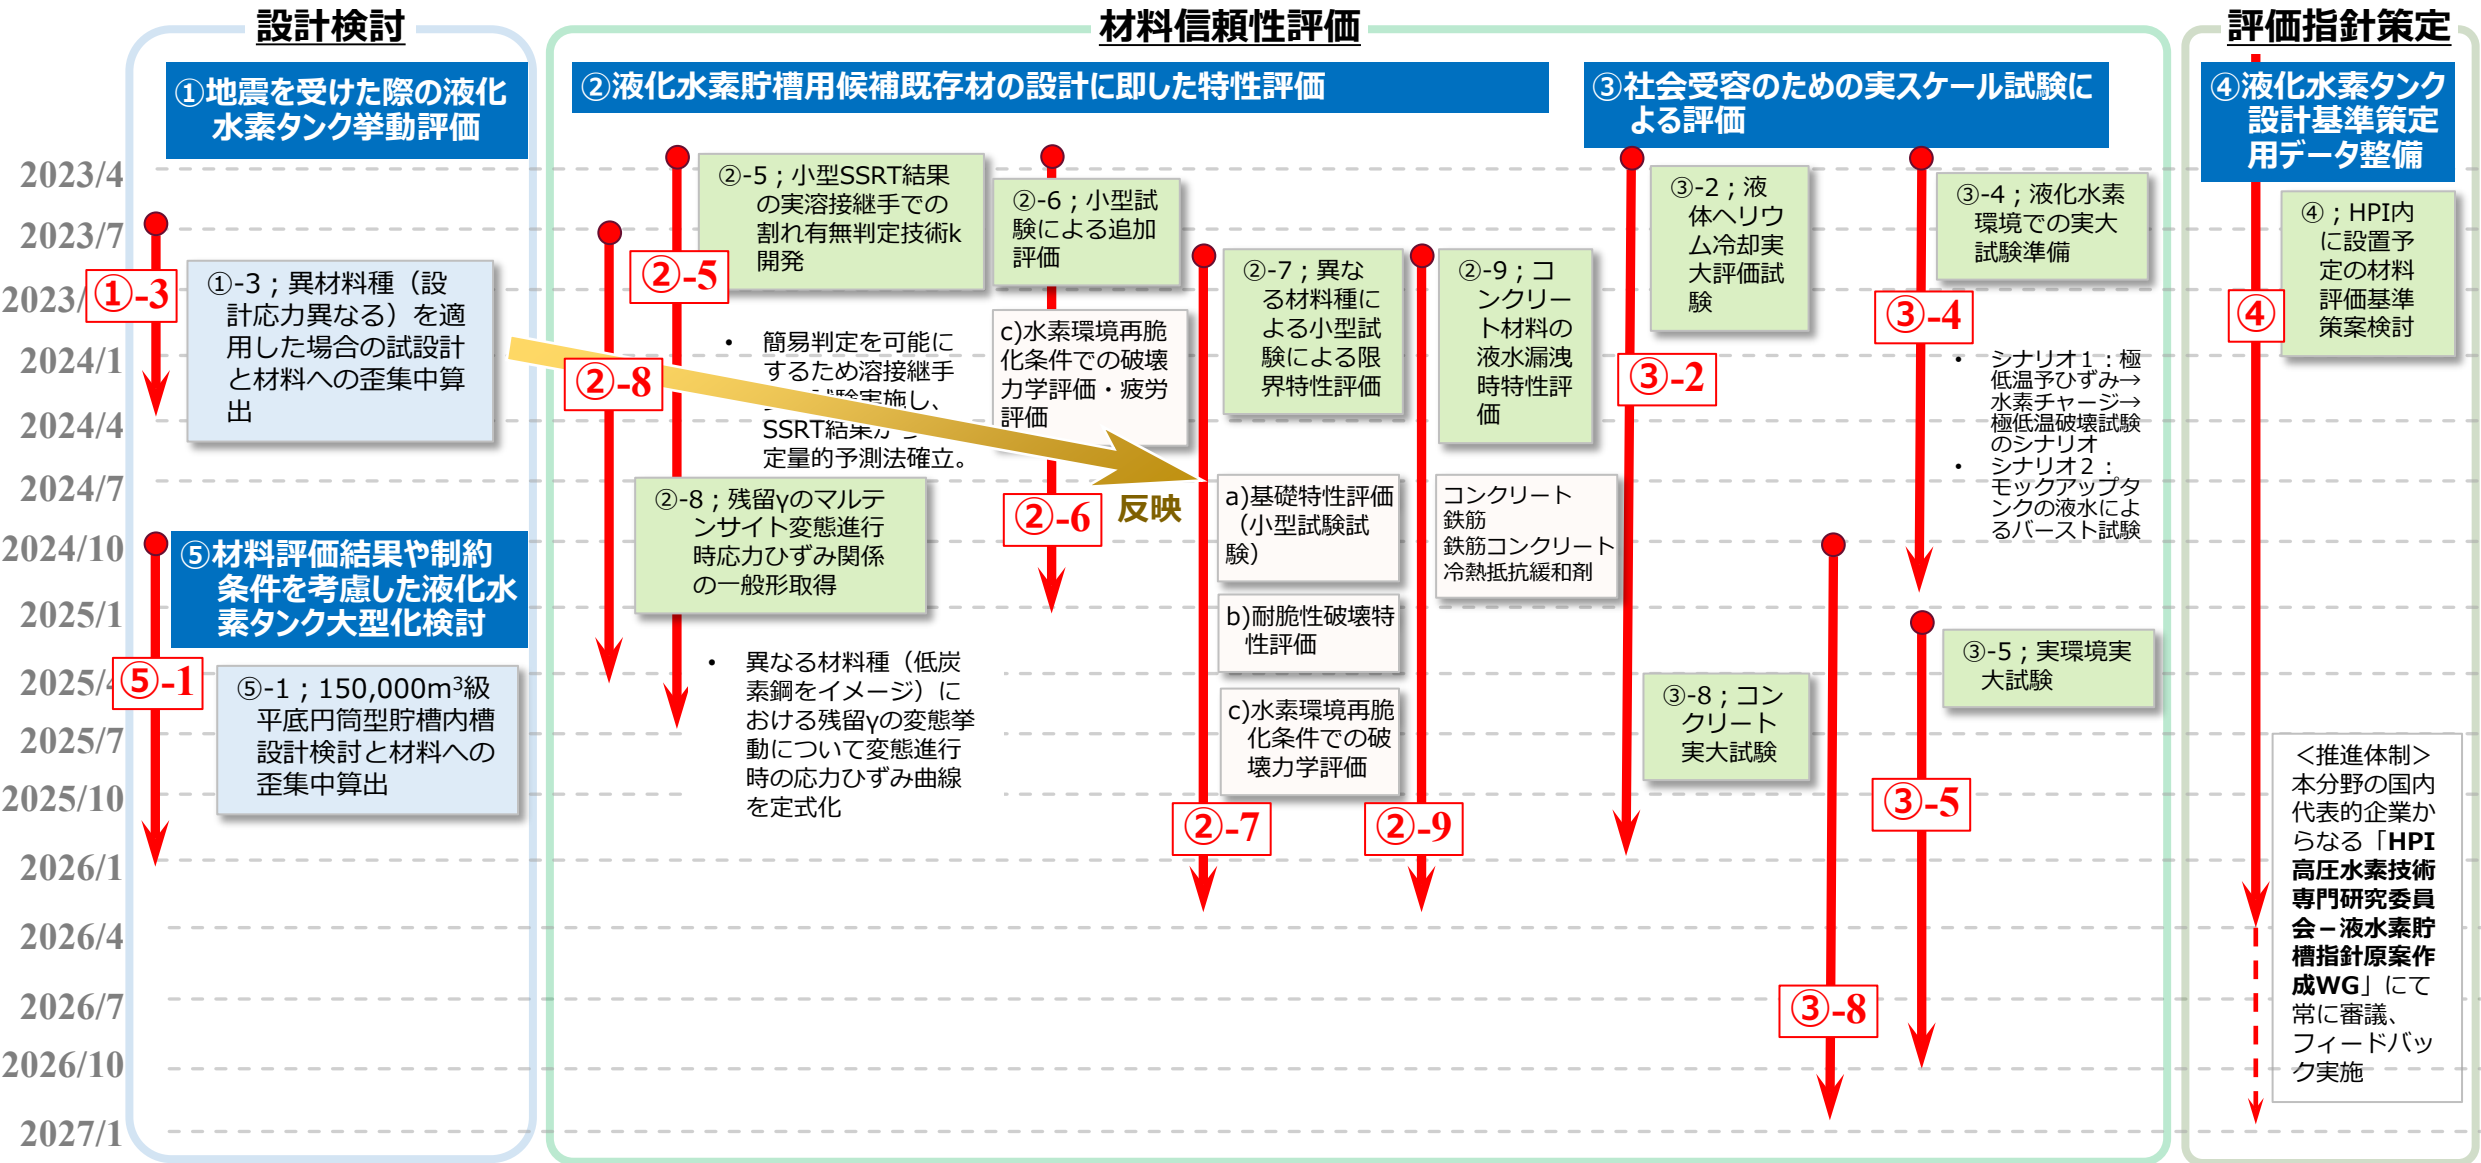 設計検討
材料信頼性評価
評価指針策定
2023/4
2023/7
2023/
2024/1
2024/4
2024/7
2024/10
2025/1
2025/4
2025/7
2025/10
2026/1
2026/4
2026/7
2026/10
2027/1
①地震を受けた際の液化
水素タンク挙動評価
①-3
①-3；異材料種（設
計応力異なる）を適
用した場合の試設計
と材料への歪集中算
出
⑤材料評価結果や制約
条件を考慮した液化水
素タンク大型化検討
⑤-1
⑤-1；150,000m³級
平底円筒型貯槽内槽
設計検討と材料への
歪集中算出
②液化水素貯槽用候補既存材の設計に即した特性評価
②-5
②-5；小型SSRT結果
の実溶接継手での
割れ有無判定技術k
開発
• 簡易判定を可能に
するため溶接継手
試験実施し、
SSRT結果から
定量的予測法確立。
②-8
②-8；残留γのマルテ
ンサイト変態進行
時応力ひずみ関係
の一般形取得
• 異なる材料種（低炭
素鋼をイメージ）に
おける残留γの変態挙
動について変態進行
時の応力ひずみ曲線
を定式化
②-6；小型試
験による追加
評価
c)水素環境再脆
化条件での破壊
力学評価・疲労
評価
②-6
反映
②-7；異な
る材料種に
よる小型試
験による限
界特性評価
a)基礎特性評価
（小型試験試
験）
b)耐脆性破壊特
性評価
c)水素環境再脆
化条件での破
壊力学評価
②-7
②-9；コ
ンクリー
ト材料の
液水漏洩
時特性評
価
コンクリート
鉄筋
鉄筋コンクリート
冷熱抵抗緩和剤
②-9
③社会受容のための実スケール試験に
よる評価
③-2；液
体ヘリウ
ム冷却実
大評価試
験
③-2
③-4；液化水素
環境での実大
試験準備
③-4
• シナリオ１：極
低温予ひずみ→
水素チャージ→
極低温破壊試験
のシナリオ
• シナリオ２：
モックアップタ
ンクの液水によ
るバースト試験
③-8；コン
クリート
実大試験
③-8
③-5；実環境実
大試験
③-5
④液化水素タンク
設計基準策定
用データ整備
④
④；HPI内
に設置予
定の材料
評価基準
策案検討
＜推進体制＞
本分野の国内
代表的企業か
らなる「HPI
高圧水素技術
専門研究委員
会－液水素貯
槽指針原案作
成WG」にて
常に審議、
フィードバッ
ク実施